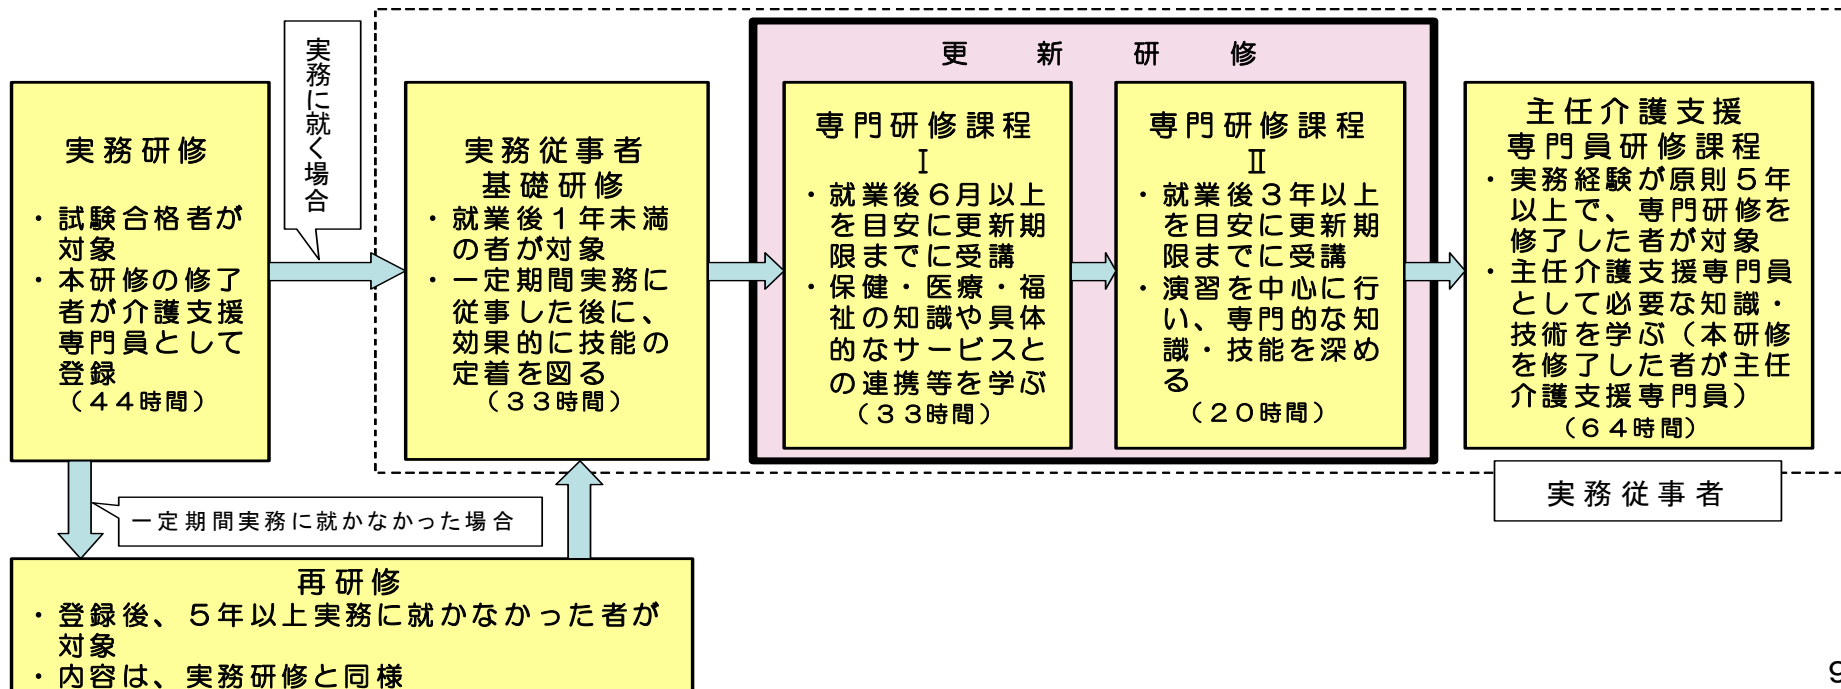 実務研修
・試験合格者が
対象
・本研修の修了
者が介護支援
専門員として
登録
（４４時間）
実務に就く場合
実務従事者
基礎研修
・就業後１年未満
の者が対象
・一定期間実務に
従事した後に、
効果的に技能の
定着を図る
（３３時間）
更新研修
専門研修課程
Ⅰ
・就業後６月以上
を目安に更新期
限までに受講
・保健・医療・福
祉の知識や具体
的なサービスと
の連携等を学ぶ
（３３時間）
専門研修課程
Ⅱ
・就業後３年以上
を目安に更新期
限までに受講
・演習を中心に行
い、専門的な知
識・技能を深め
る
（２０時間）
主任介護支援
専門員研修課程
・実務経験が原則５年
以上で、専門研修を
修了した者が対象
・主任介護支援専門員
として必要な知識・
技術を学ぶ（本研修
を修了した者が主任
介護支援専門員）
（６４時間）
実務従事者
一定期間実務に就かなかった場合
再研修
・登録後、５年以上実務に就かなかった者が
対象
・内容は、実務研修と同様
9